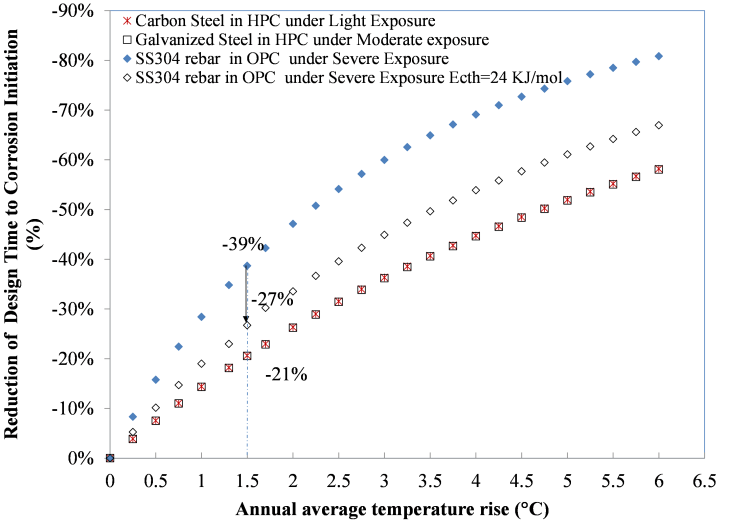 -90%
Carbon Steel in HPC under Light Exposure
Galvanized Steel in HPC under Moderate exposure
-80%
SS304 rebar in OPC under Severe Exposure
SS304 rebar in OPC under Severe Exposure Ecth=24 KJ/mol
-70%
-60%
-50%
-40%
-30%
-20%
-10%
0%
Reduction of Design Time to Corrosion Initiation
(%)
-39%
-27%
-21%
0 0.5 1 1.5 2 2.5 3 3.5 4 4.5 5 5.5 6 6.5
Annual average temperature rise (°C)